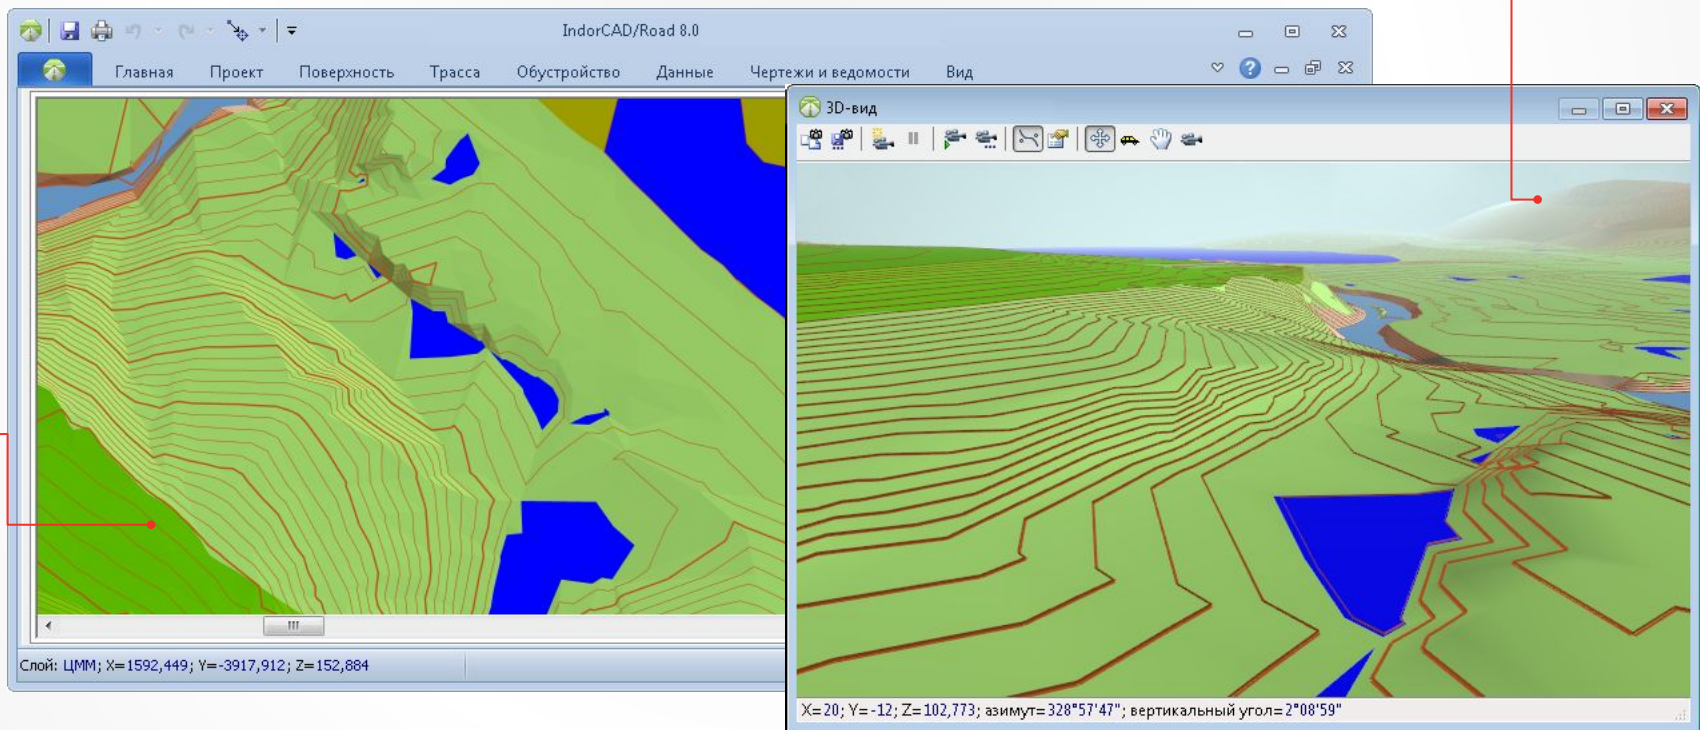 IndorCAD/Road 8.0
Главная Проект Поверхность Трасса Обустройство Данные Чертежи и ведомости Вид
3D-вид
Слой: ЦММ; X=1592,449; Y=-3917,912; Z=152,884
X=20; Y=-12; Z=102,773; азимут=328°57'47"; вертикальный угол=2°08'59"